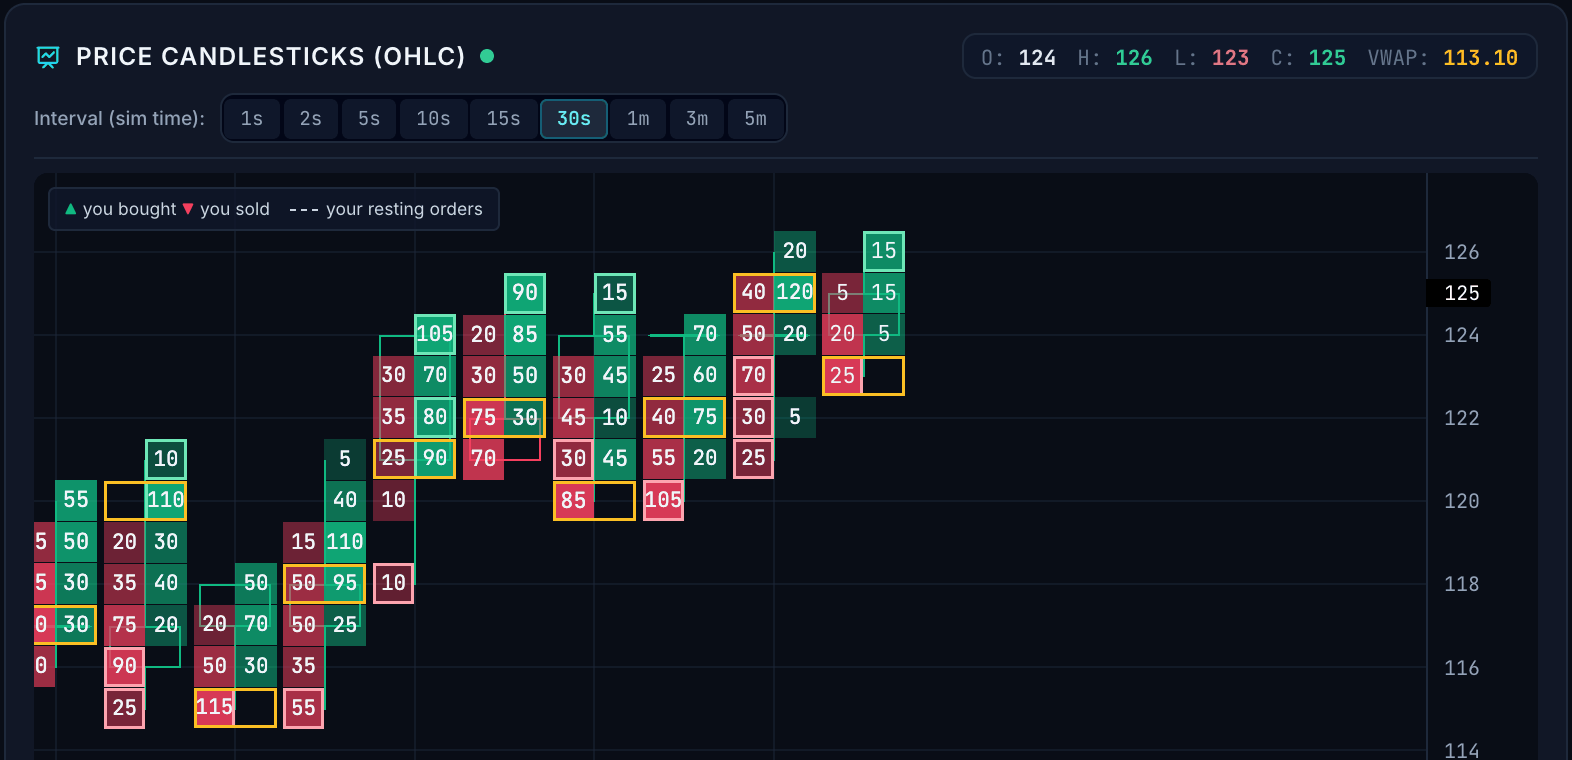 PRICE CANDLESTICKS (OHLC)
O: 124 H: 126 L: 123 C: 125 VWAP: 113.10
Interval (sim time): 1s 2s 5s 10s 15s 30s 1m 3m 5m
▲ you bought ▼ you sold --- your resting orders
20 15 126
90 15 40 120 5 15 125
105 20 85 55 70 50 20 20 5 124
30 70 30 50 30 45 25 60 70 25
35 80 75 30 45 10 40 75 30 5 122
10 5 25 90 70 30 45 55 20 25
55 110 40 10 85 105 120
5 50 20 30 15 110
5 30 35 40 50 50 95 10 118
0 30 75 20 20 70 50 25
0 90 50 30 35 116
25 115 55
114